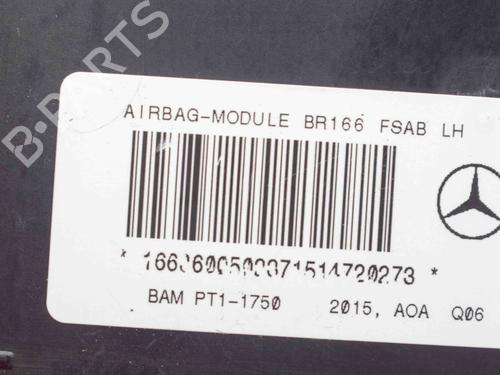 B-PARTS
AIRBAG-MODULE BR166 FSAB LH
BAM PT1-1750 2015, AOA Q06